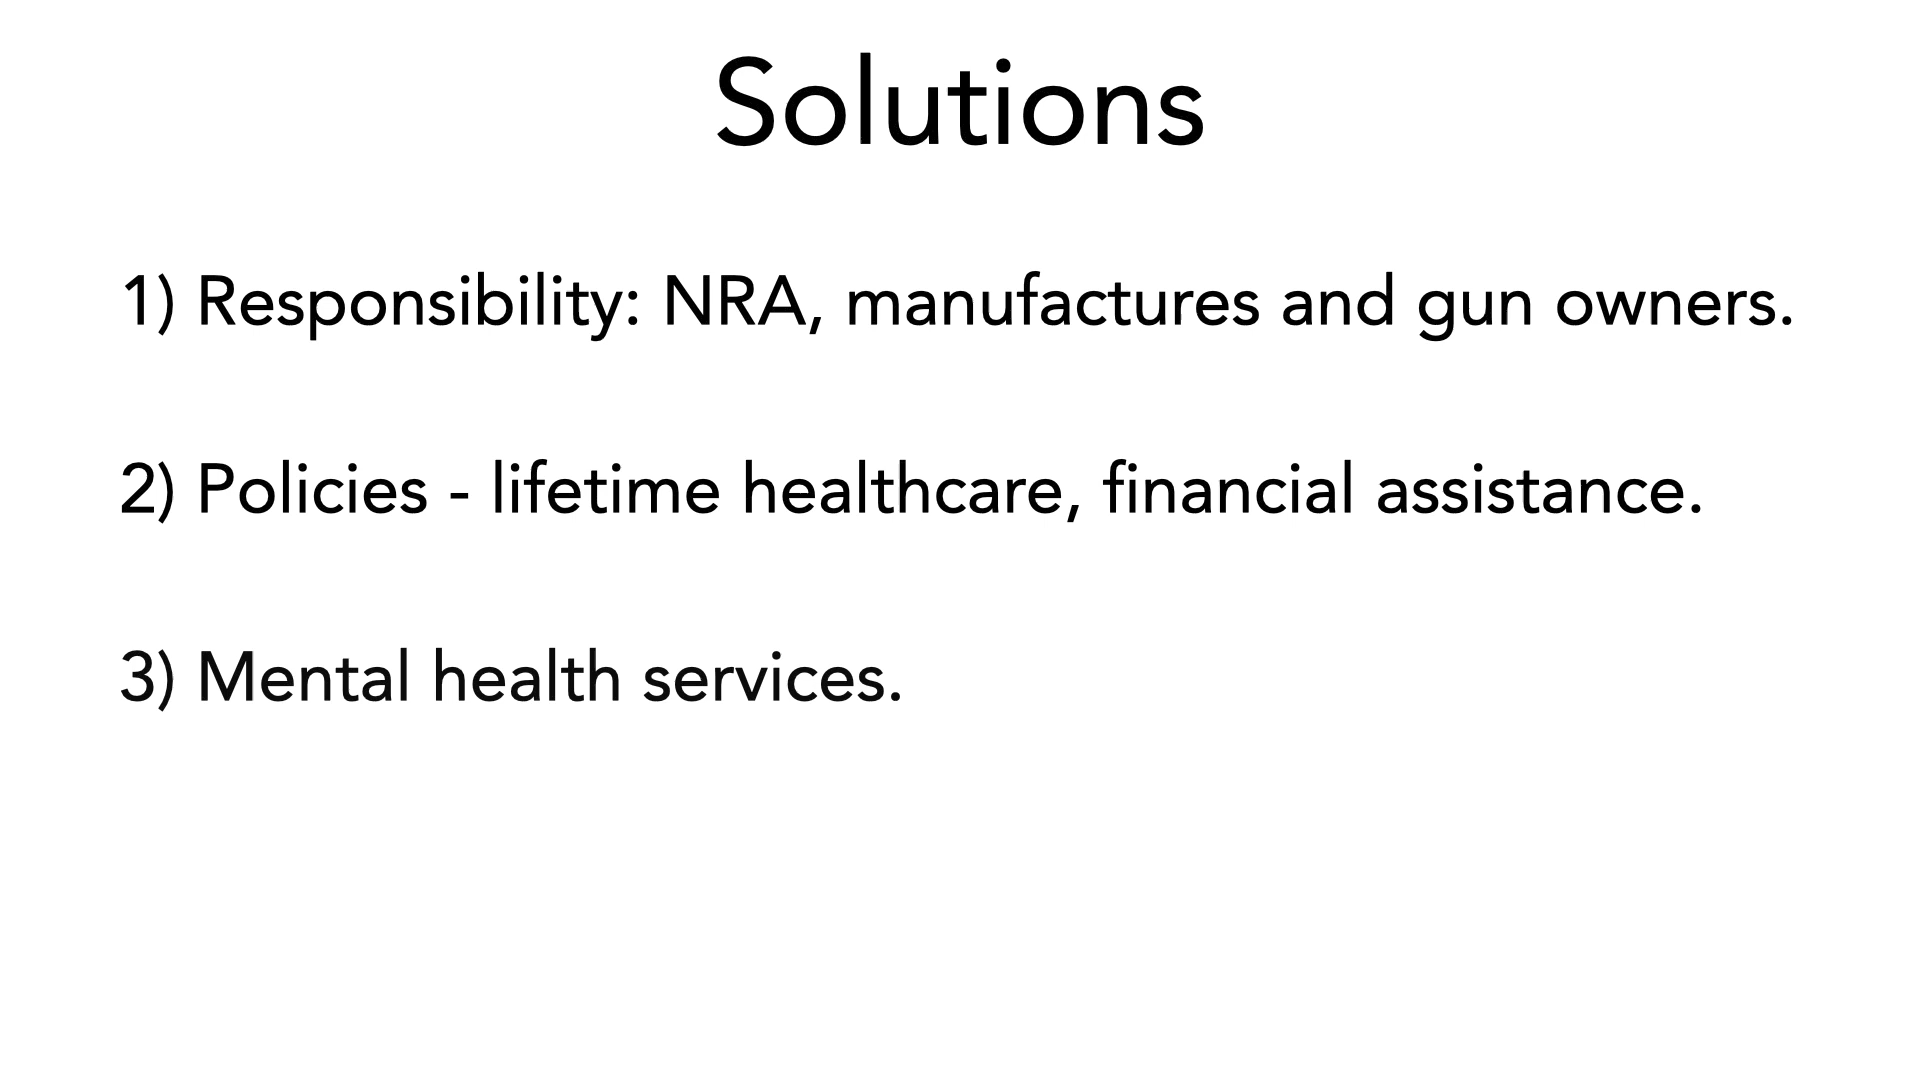 Solutions
1) Responsibility: NRA, manufactures and gun owners.
2) Policies - lifetime healthcare, financial assistance.
3) Mental health services.